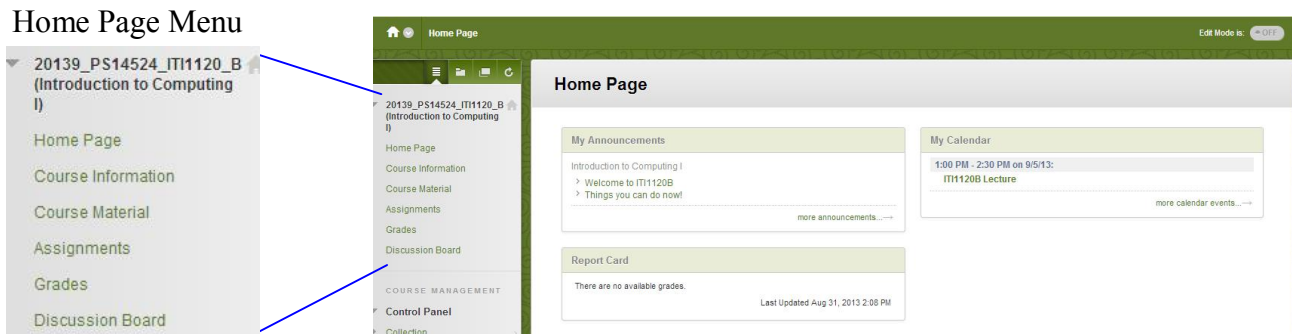 Home Page Menu
20139_PS14524_ITI1120_B
(Introduction to Computing
I)
Home Page
Course Information
Course Material
Assignments
Grades
Discussion Board
Home Page
Edit Mode is:
OFF
20139_PS14524_ITI1120_B
(Introduction to Computing
I)
Home Page
Course Information
Course Material
Assignments
Grades
Discussion Board
COURSE MANAGEMENT
Control Panel
Collection
Home Page
My Announcements
Introduction to Computing I
> Welcome to ITI1120B
> Things you can do now!
more announcements...→
My Calendar
1:00 PM - 2:30 PM on 9/5/13:
ITI1120B Lecture
more calendar events...→
Report Card
There are no available grades.
Last Updated Aug 31, 2013 2:08 PM